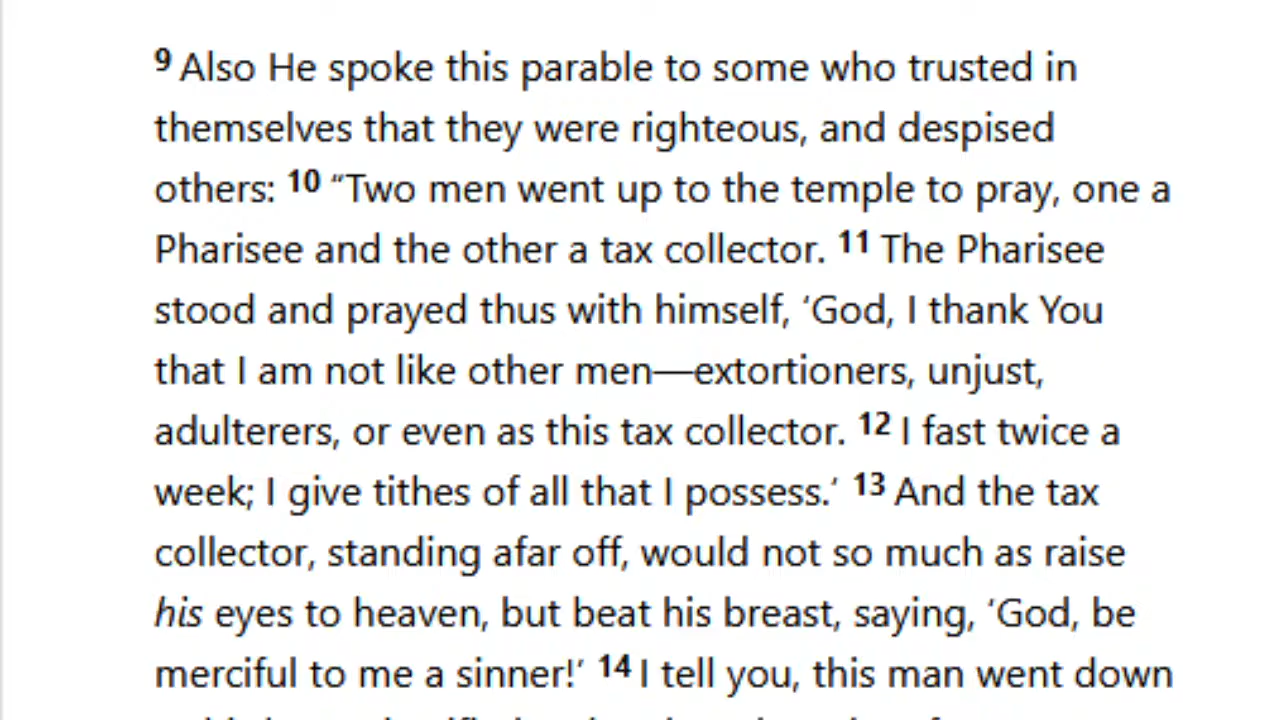 9 Also He spoke this parable to some who trusted in
themselves that they were righteous, and despised
others: 10 “Two men went up to the temple to pray, one a
Pharisee and the other a tax collector. 11 The Pharisee
stood and prayed thus with himself, ‘God, I thank You
that I am not like other men—extortioners, unjust,
adulterers, or even as this tax collector. 12 I fast twice a
week; I give tithes of all that I possess.’ 13 And the tax
collector, standing afar off, would not so much as raise
his eyes to heaven, but beat his breast, saying, ‘God, be
merciful to me a sinner!’ 14 I tell you, this man went down